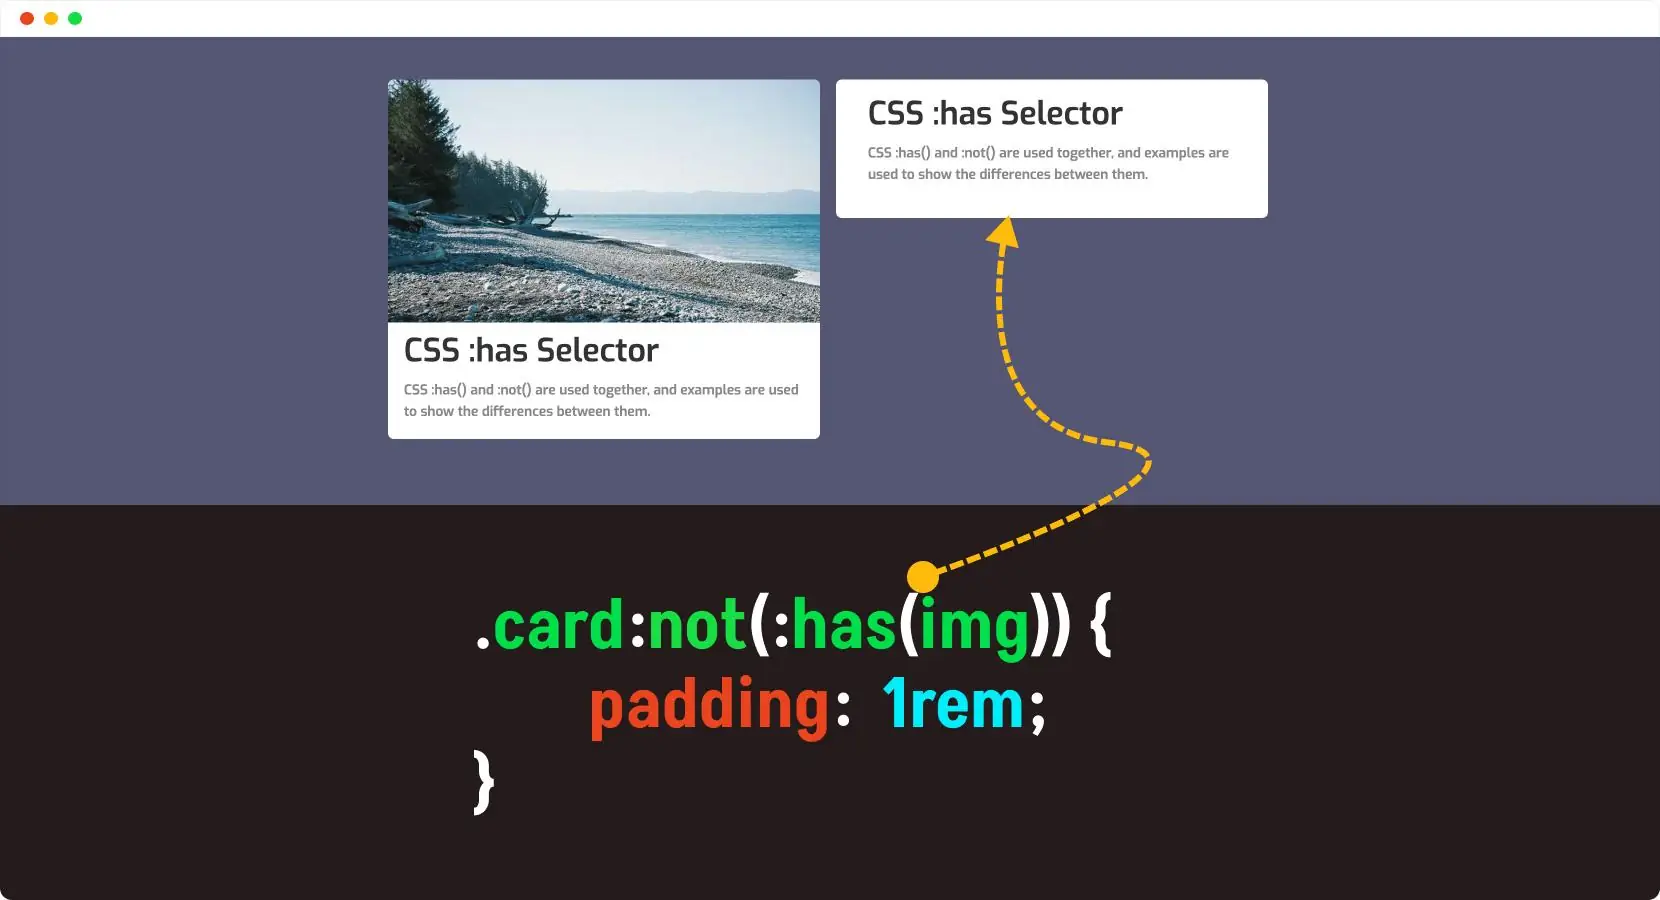 CSS :has Selector
CSS :has() and :not() are used together, and examples are used
to show the differences between them.
CSS :has Selector
CSS :has() and :not() are used together, and examples are
used to show the differences between them.
.card:not(:has(img)) {
padding: 1rem;
}